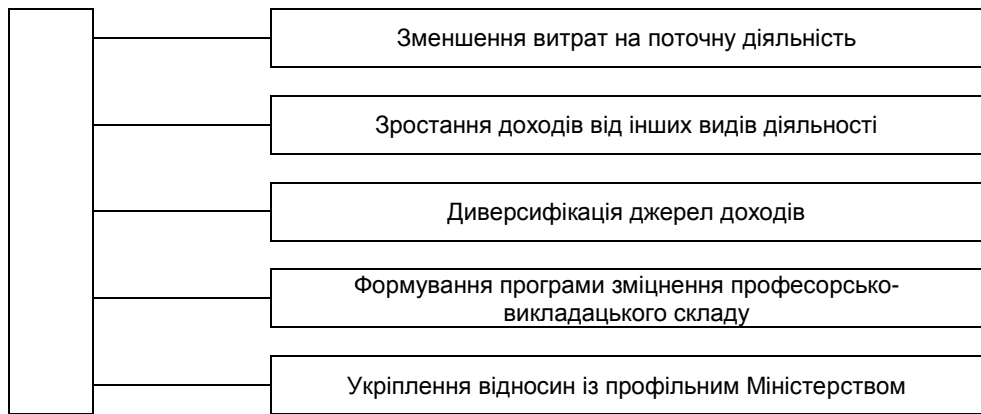 Зменшення витрат на поточну діяльність
Зростання доходів від інших видів діяльності
Диверсифікація джерел доходів
Формування програми зміцнення професорсько-
викладацького складу
Укріплення відносин із профільним Міністерством